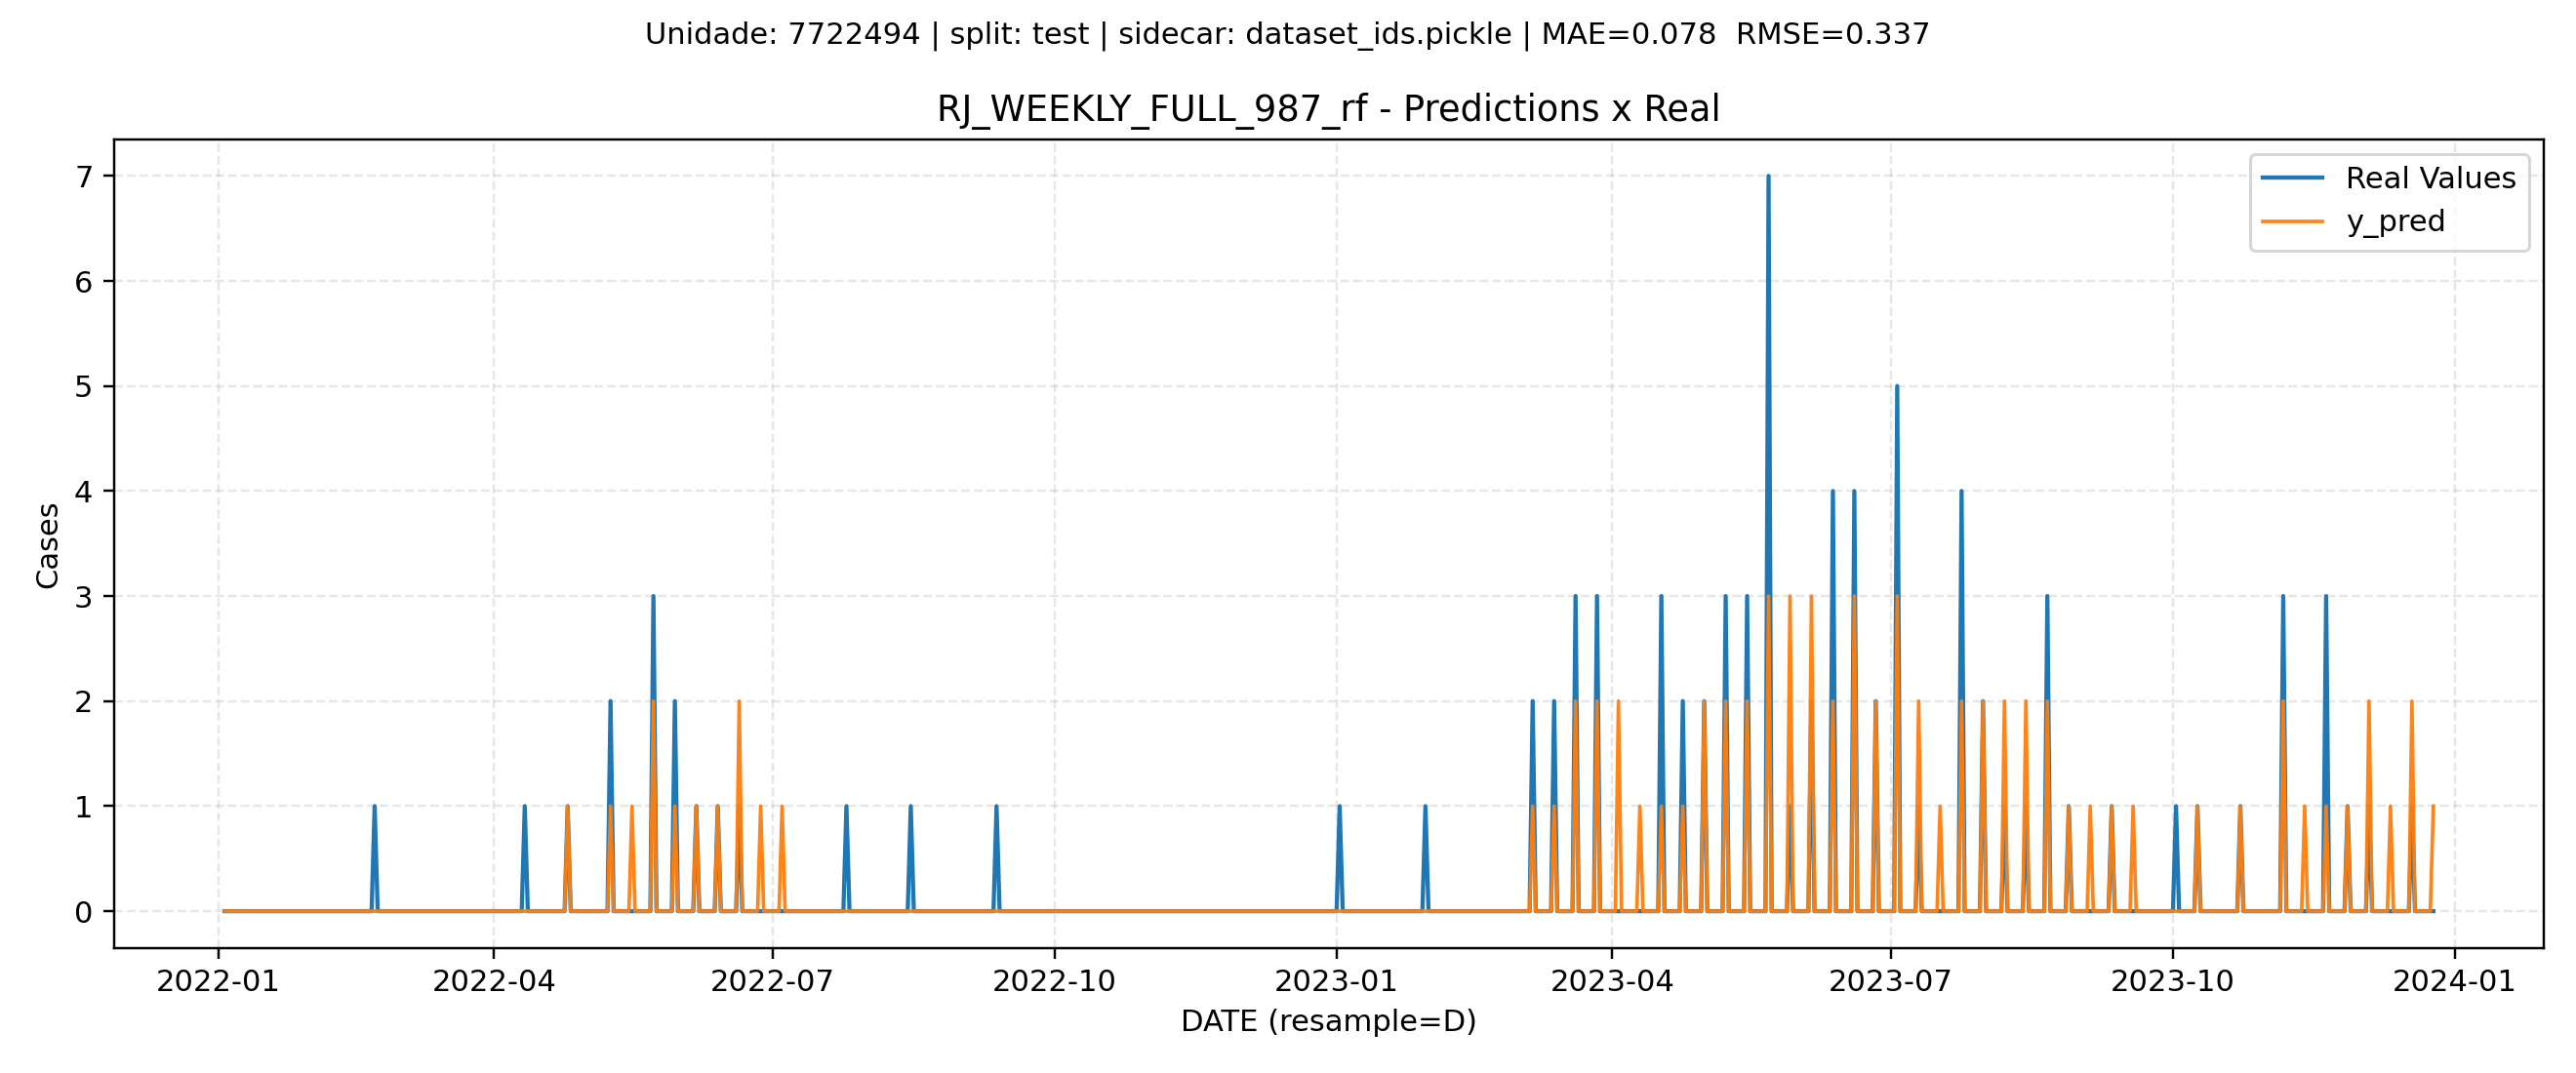 Unidade: 7722494 | split: test | sidecar: dataset_ids.pickle | MAE=0.078  RMSE=0.337
RJ_WEEKLY_FULL_987_rf - Predictions x Real
Real Values
y_pred
Cases
7
6
5
4
3
2
1
0
2022-01
2022-04
2022-07
2022-10
2023-01
2023-04
2023-07
2023-10
2024-01
DATE (resample=D)